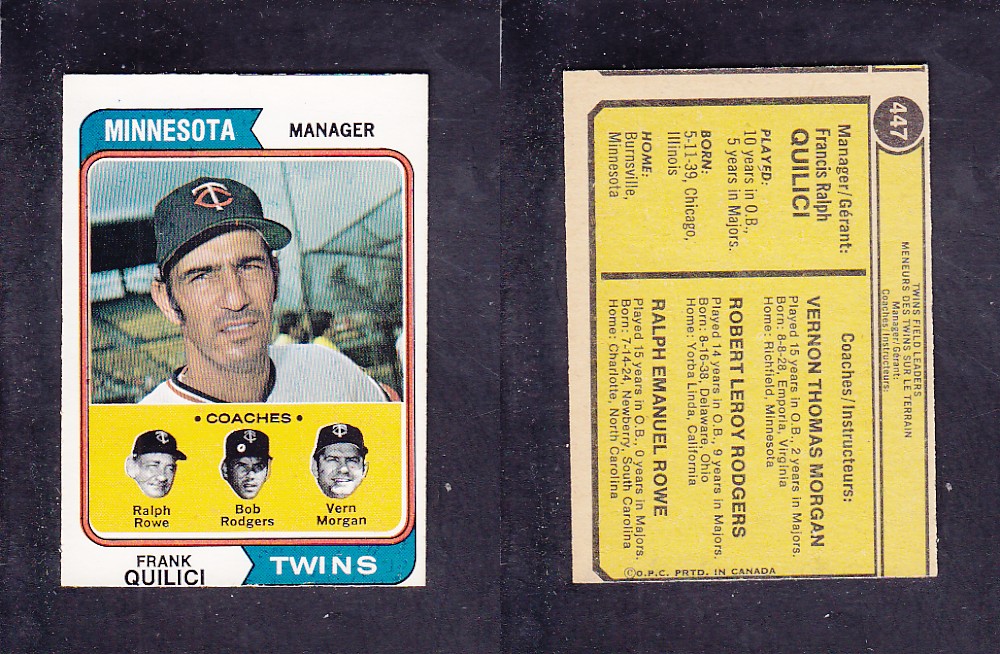 MINNESOTA
MANAGER
TC
• COACHES •
Ralph
Rowe
Bob
Rodgers
Vern
Morgan
FRANK
QUILICI
TWINS
447
TWINS FIELD LEADERS
MENEURS DES TWINS SUR LE TERRAIN
Manager/Gérant:
Coaches/Instructeurs:
Manager/Gérant:
Francis Ralph
QUILICI
PLAYED:
10 years in O.B.,
5 years in Majors.
BORN:
5-11-39, Chicago,
Illinois
HOME:
Burnsville,
Minnesota
Coaches/Instructeurs:
VERNON THOMAS MORGAN
Played 15 years in O.B., 2 years in Majors.
Born: 8-8-28, Emporia, Virginia
Home: Richfield, Minnesota
ROBERT LEROY RODGERS
Played 14 years in O.B., 9 years in Majors.
Born: 8-16-38, Delaware, Ohio
Home: Yorba Linda, California
RALPH EMANUEL ROWE
Played 15 years in O.B., 0 years in Majors.
Born: 7-14-24, Newberry, South Carolina
Home: Charlotte, North Carolina
©O.P.C. PRTD. IN CANADA